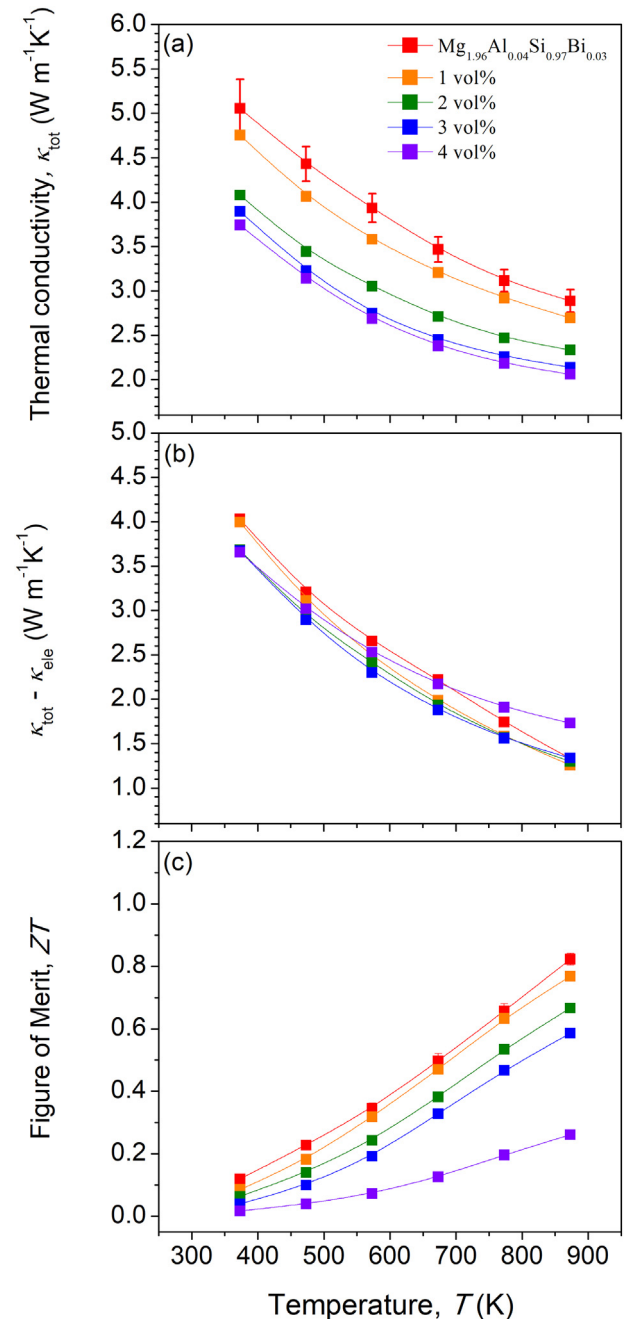 6.0
5.5
5.0
4.5
4.0
3.5
3.0
2.5
2.0
Thermal conductivity, κtot (W m⁻¹K⁻¹)
(a)
Mg1.96Al0.04Si0.97Bi0.03
1 vol%
2 vol%
3 vol%
4 vol%
5.0
4.5
4.0
3.5
3.0
2.5
2.0
1.5
1.0
κtot - κele (W m⁻¹K⁻¹)
(b)
1.2
1.0
0.8
0.6
0.4
0.2
0.0
Figure of Merit, ZT
(c)
300 400 500 600 700 800 900
Temperature, T (K)